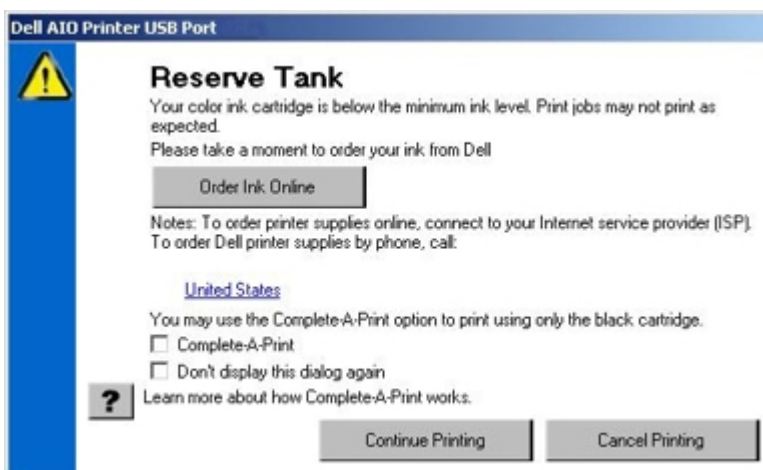 Dell AIO Printer USB Port
Reserve Tank
Your color ink cartridge is below the minimum ink level. Print jobs may not print as
expected.
Please take a moment to order your ink from Dell
Order Ink Online
Notes: To order printer supplies online, connect to your Internet service provider (ISP).
To order Dell printer supplies by phone, call:
United States
You may use the Complete-A-Print option to print using only the black cartridge.
Complete-A-Print
Don't display this dialog again
? Learn more about how Complete-A-Print works.
Continue Printing Cancel Printing